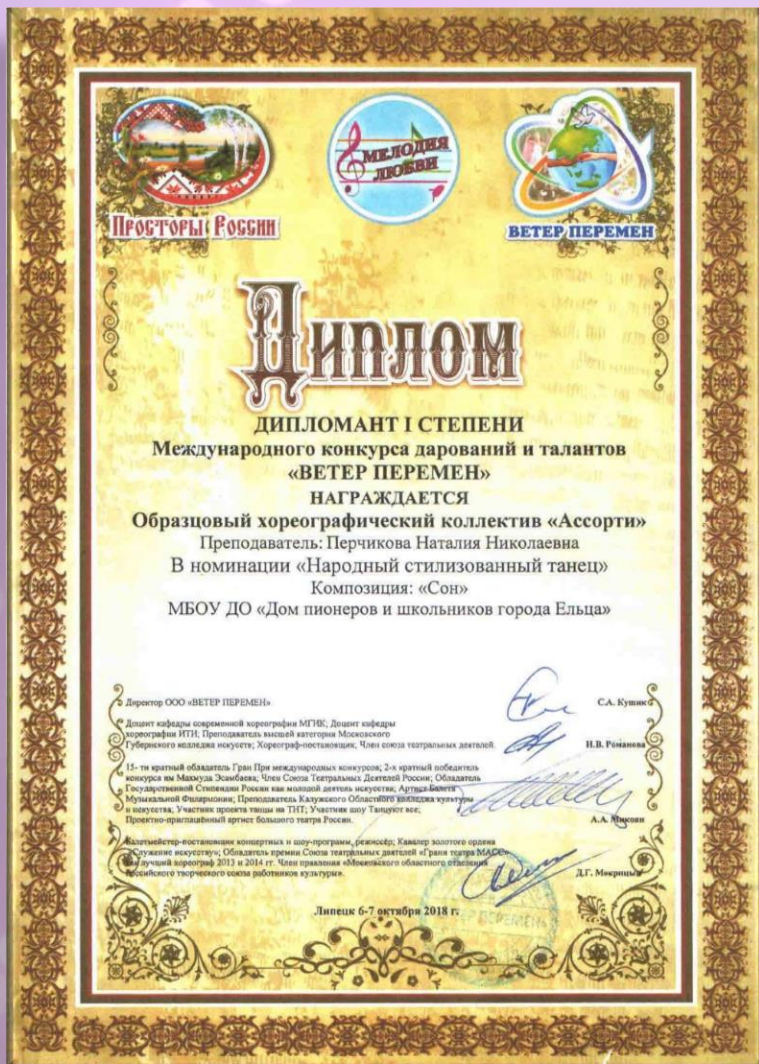 ПРОСТОРЫ РОССИИ
МЕЛОДИЯ
ЛЮБВИ
ВЕТЕР ПЕРЕМЕН
ДИПЛОМ
ДИПЛОМАНТ I СТЕПЕНИ
Международного конкурса дарований и талантов
«ВЕТЕР ПЕРЕМЕН»
НАГРАЖДАЕТСЯ
Образцовый хореографический коллектив «Ассорти»
Преподаватель: Перчикова Наталия Николаевна
В номинации «Народный стилизованный танец»
Композиция: «Сон»
МБОУ ДО «Дом пионеров и школьников города Ельца»
Директор ООО «ВЕТЕР ПЕРЕМЕН» С.А. Кушик
Доцент кафедры современной хореографии МГИК; Доцент кафедры
хореографии ИТИ; Преподаватель высшей категории Московского
Губернского колледжа искусств; Хореограф-постановщик; Член союза театральных деятелей. Н.В. Романова
15- ти кратный обладатель Гран При международных конкурсов; 2-х кратный победитель
конкурса им Махмуда Эсамбаева; Член Союза Театральных Деятелей России; Обладатель
Государственной Стипендии России как молодой деятель искусства; Артист Балета
Музыкальной Филармонии; Преподаватель Калужского Областного колледжа культуры
и искусства; Участник проекта танцы на ТНТ; Участник шоу Танцуют все;
Проектно-приглашённый артист большого театра России. А.А.
Балетмейстер-постановщик концертных и шоу-программ, режиссёр; Кавалер золотого ордена
«Служение искусству»; Обладатель премии Союза театральных деятелей «Грани театра МАСС»
как лучший хореограф 2013 и 2014 гг. Член правления «Московского областного отделения
Российского творческого союза работников культуры». Д.Г.
Липецк 6-7 октября 2018 г.
ВЕТЕР ПЕРЕМЕН